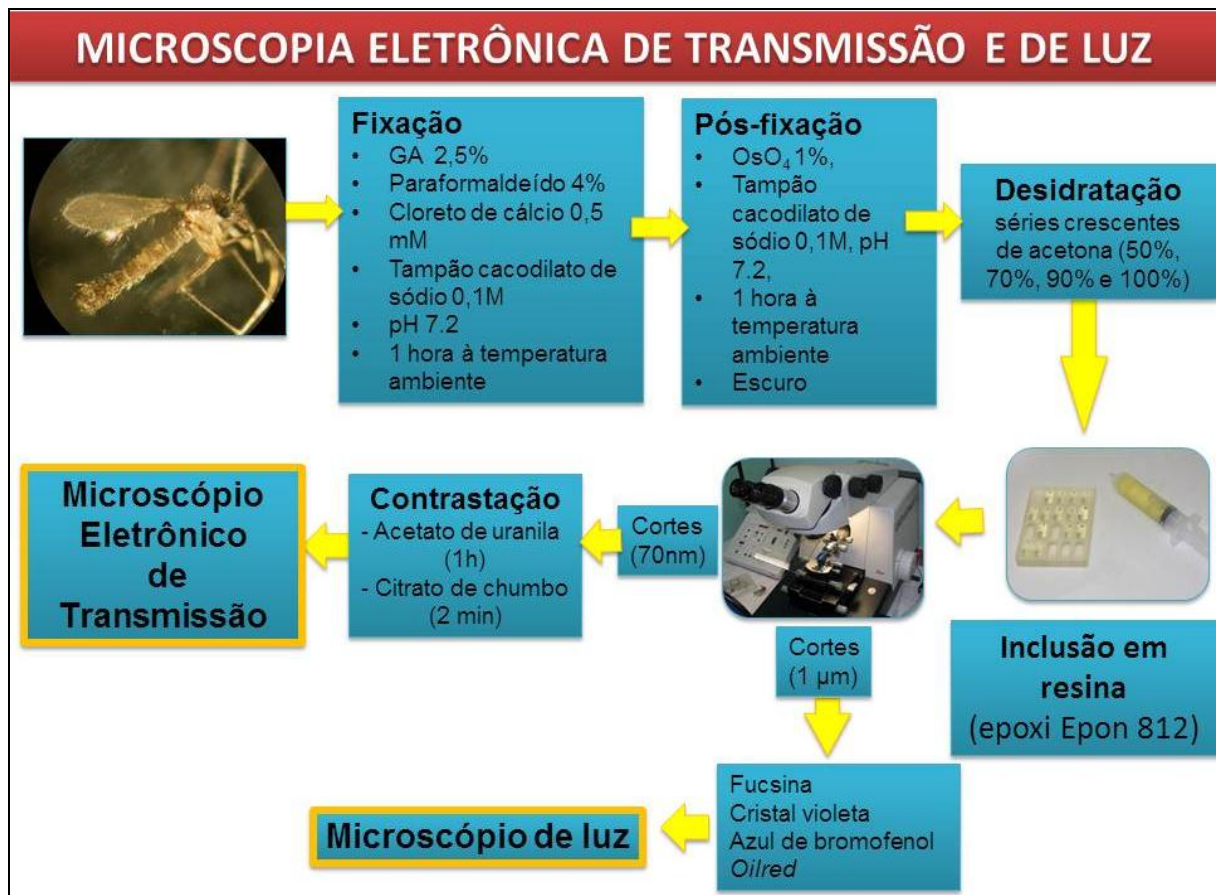 MICROSCOPIA ELETRÔNICA DE TRANSMISSÃO E DE LUZ
Fixação
• GA 2,5%
• Paraformaldeído 4%
• Cloreto de cálcio 0,5
mM
• Tampão cacodilato de
sódio 0,1M
• pH 7.2
• 1 hora à temperatura
ambiente
Pós-fixação
• OsO₄ 1%,
• Tampão
cacodilato de
sódio 0,1M, pH
7.2,
• 1 hora à
temperatura
ambiente
• Escuro
Desidratação
séries crescentes
de acetona (50%,
70%, 90% e 100%)
Inclusão em
resina
(epoxi Epon 812)
Cortes
(70nm)
Contrastação
- Acetato de uranila
(1h)
- Citrato de chumbo
(2 min)
Microscópio
Eletrônico
de
Transmissão
Cortes
(1 µm)
Fucsina
Cristal violeta
Azul de bromofenol
Oilred
Microscópio de luz